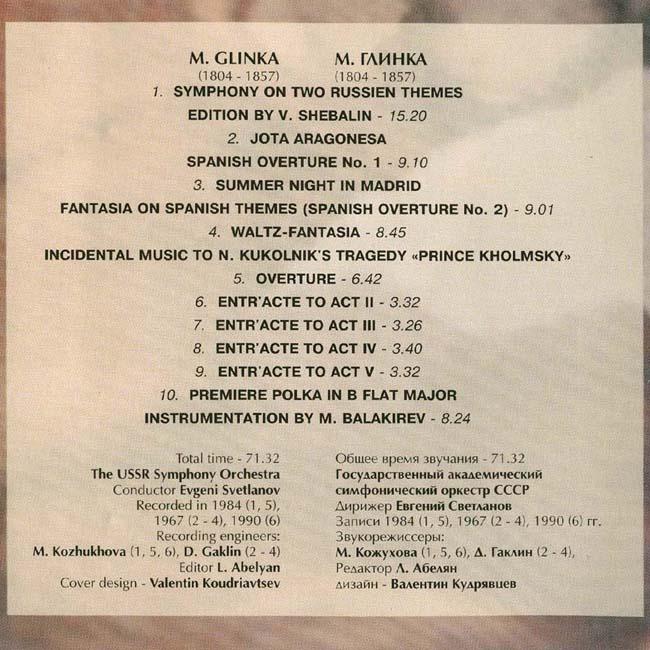 M. GLINKA
(1804 - 1857)
М. ГЛИНКА
(1804 - 1857)
1. SYMPHONY ON TWO RUSSIEN THEMES
EDITION BY V. SHEBALIN - 15.20
2. JOTA ARAGONESA
SPANISH OVERTURE No. 1 - 9.10
3. SUMMER NIGHT IN MADRID
FANTASIA ON SPANISH THEMES (SPANISH OVERTURE No. 2) - 9.01
4. WALTZ-FANTASIA - 8.45
INCIDENTAL MUSIC TO N. KUKOLNIK'S TRAGEDY «PRINCE KHOLMSKY»
5. OVERTURE - 6.42
6. ENTR'ACTE TO ACT II - 3.32
7. ENTR'ACTE TO ACT III - 3.26
8. ENTR'ACTE TO ACT IV - 3.40
9. ENTR'ACTE TO ACT V - 3.32
10. PREMIERE POLKA IN B FLAT MAJOR
INSTRUMENTATION BY M. BALAKIREV - 8.24
Total time - 71.32
The USSR Symphony Orchestra
Conductor Evgeni Svetlanov
Recorded in 1984 (1, 5),
1967 (2 - 4), 1990 (6)
Recording engineers:
M. Kozhukhova (1, 5, 6), D. Gaklin (2 - 4)
Editor L. Abelyan
Cover design - Valentin Koudriavtsev
Общее время звучания - 71.32
Государственный академический
симфонический оркестр СССР
Дирижер Евгений Светланов
Записи 1984 (1, 5), 1967 (2 - 4), 1990 (6) гг.
Звукорежиссеры:
М. Кожухова (1, 5, 6), Д. Гаклин (2 - 4),
Редактор Л. Абелян
дизайн - Валентин Кудрявцев